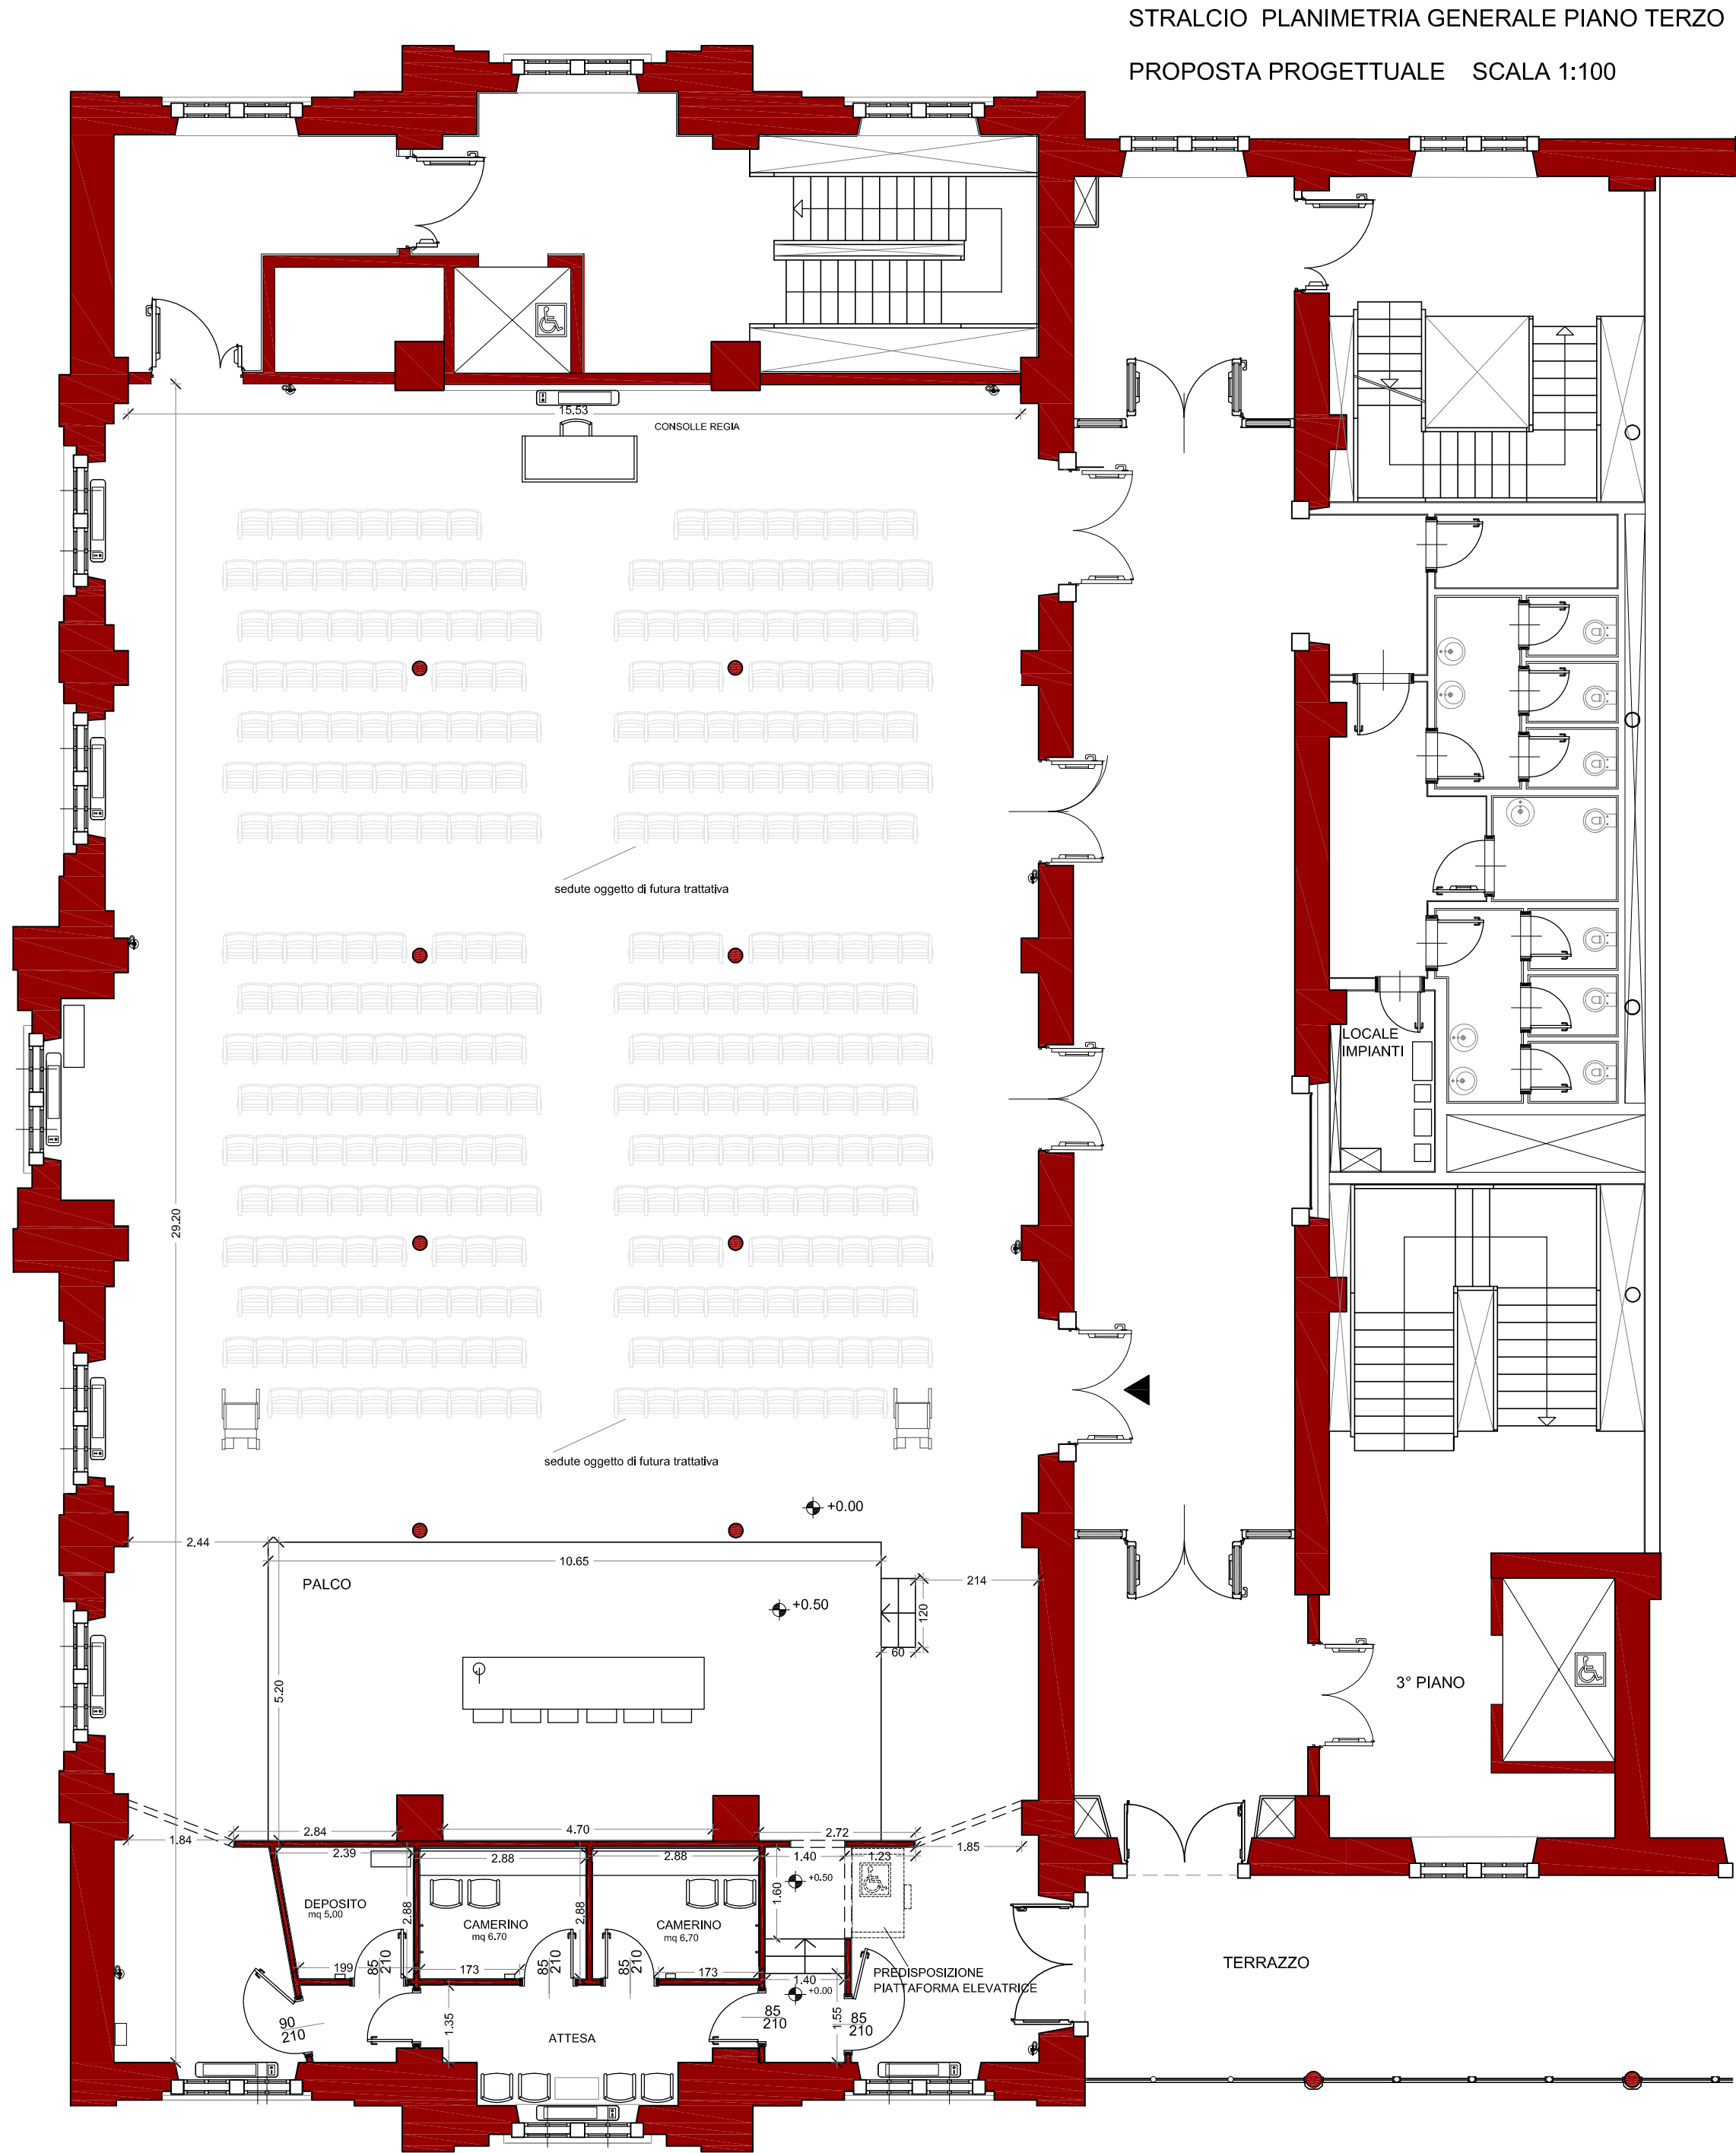 STRALCIO PLANIMETRIA GENERALE PIANO TERZO
PROPOSTA PROGETTUALE SCALA 1:100
15.53
CONSOLLE REGIA
sedute oggetto di futura trattativa
LOCALE
IMPIANTI
29.20
sedute oggetto di futura trattativa
+0.00
2.44
10.65
PALCO
214
+0.50
120
60
5.20
3° PIANO
2.84
4.70
2.72
1.84
1.85
2.39
2.88
2.88
1.40
1.23
+0.50
1.60
DEPOSITO
mq 5.00
2.88
CAMERINO
mq 6.70
2.88
CAMERINO
mq 6.70
199
85
210
173
85
210
85
210
173
1.40
+0.00
PREDISPOSIZIONE
PIATTAFORMA ELEVATRICE
TERRAZZO
90
210
1.35
ATTESA
85
210
1.55
85
210